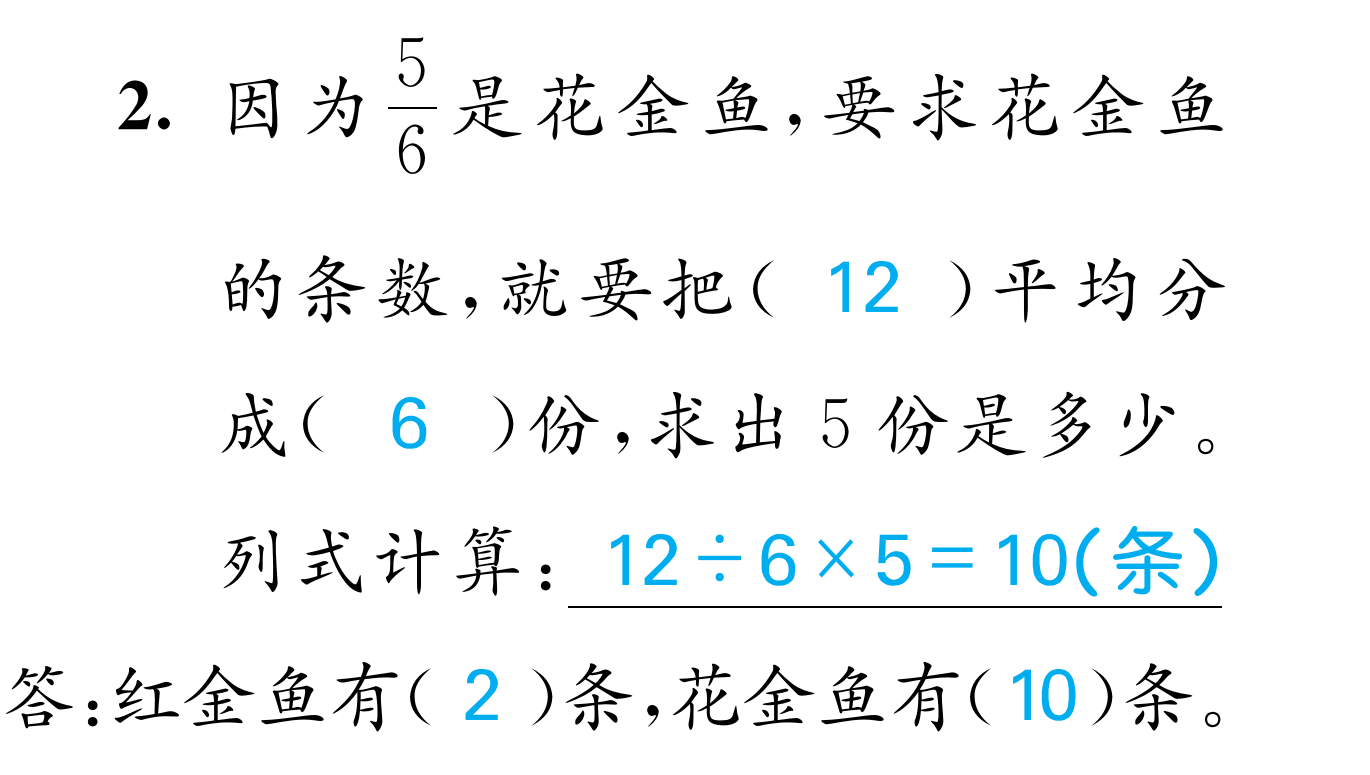 2. 因为5/6是花金鱼,要求花金鱼
的条数,就要把( 12 )平均分
成( 6 )份,求出 5 份是多少。
列式计算: 12÷6×5=10(条)
答:红金鱼有( 2 )条,花金鱼有(10)条。